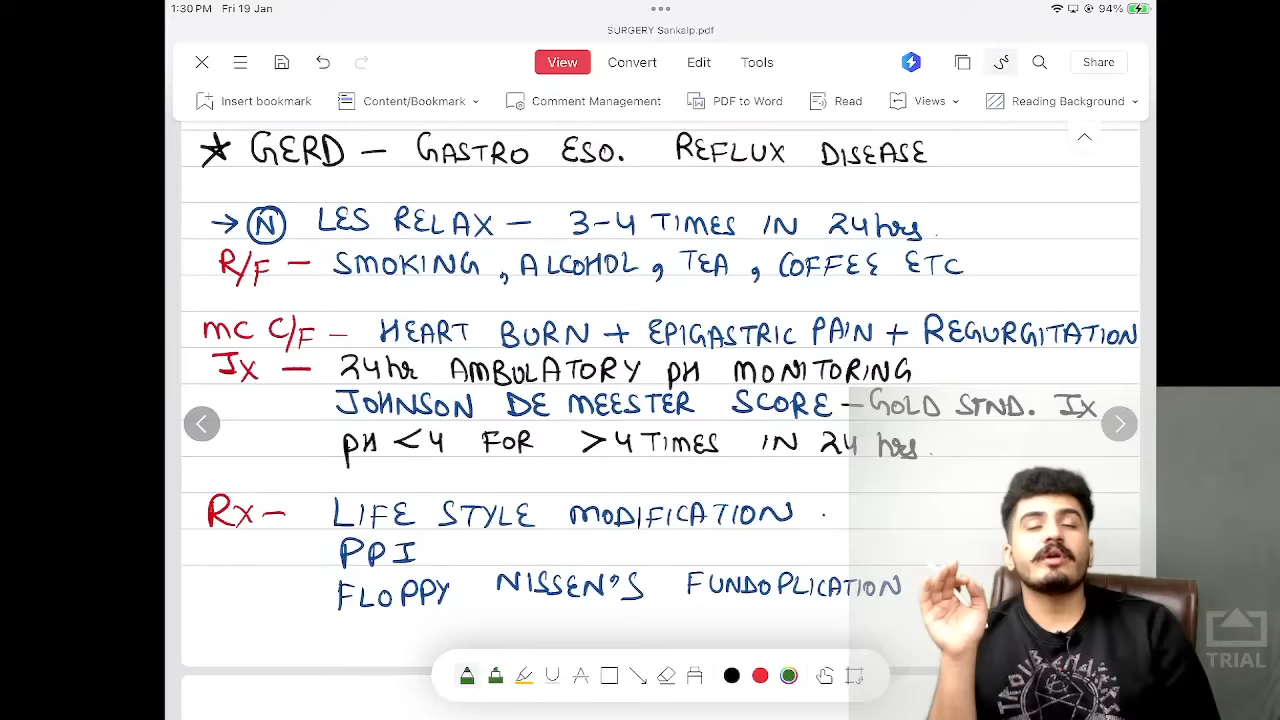 1:30 PM Fri 19 Jan
94%
SURGERY Sankalp.pdf
View Convert Edit Tools Share
Insert bookmark Content/Bookmark Comment Management PDF to Word Read Views Reading Background
★ GERD - GASTRO ESO. REFLUX DISEASE
→ Ⓝ LES RELAX - 3-4 TIMES IN 24hrs.
R/F - SMOKING, ALCOHOL, TEA, COFFEE ETC
MC C/F - HEART BURN + EPIGASTRIC PAIN + REGURGITATION
Ix - 24hr AMBULATORY pH MONITORING
JOHNSON DE MEESTER SCORE - GOLD STND. Ix
pH <4 FOR >4 TIMES IN 24 hrs.
Rx - LIFE STYLE MODIFICATION.
PPI
FLOPPY NISSEN'S FUNDOPLICATION
TRIAL